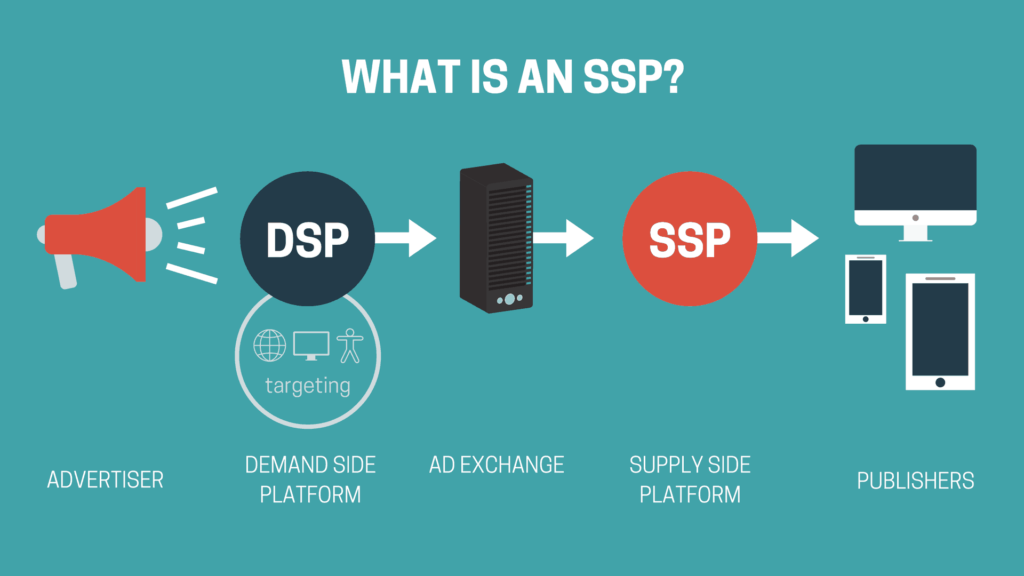 WHAT IS AN SSP?
DSP
SSP
targeting
ADVERTISER
DEMAND SIDE
PLATFORM
AD EXCHANGE
SUPPLY SIDE
PLATFORM
PUBLISHERS